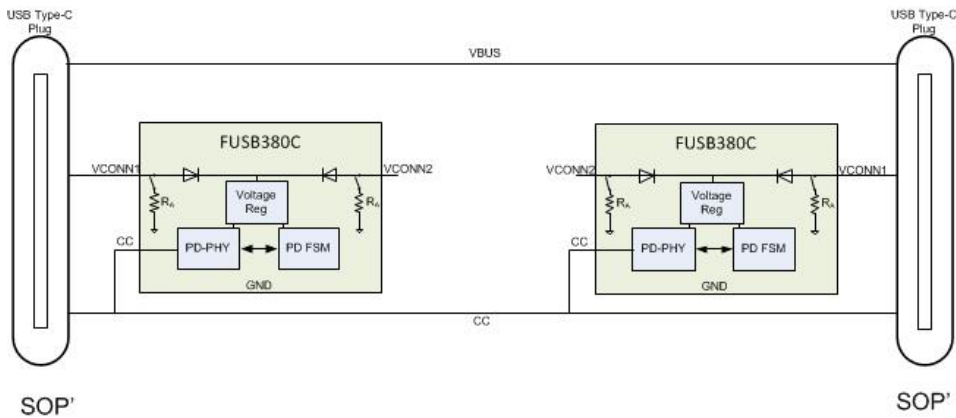 USB Type-C
Plug
USB Type-C
Plug
VBUS
FUSB380C
FUSB380C
VCONN1
VCONN2
VCONN2
VCONN1
RA
Voltage
Reg
RA
RA
Voltage
Reg
RA
CC
PD-PHY
PD FSM
CC
PD-PHY
PD FSM
GND
GND
CC
SOP'
SOP'